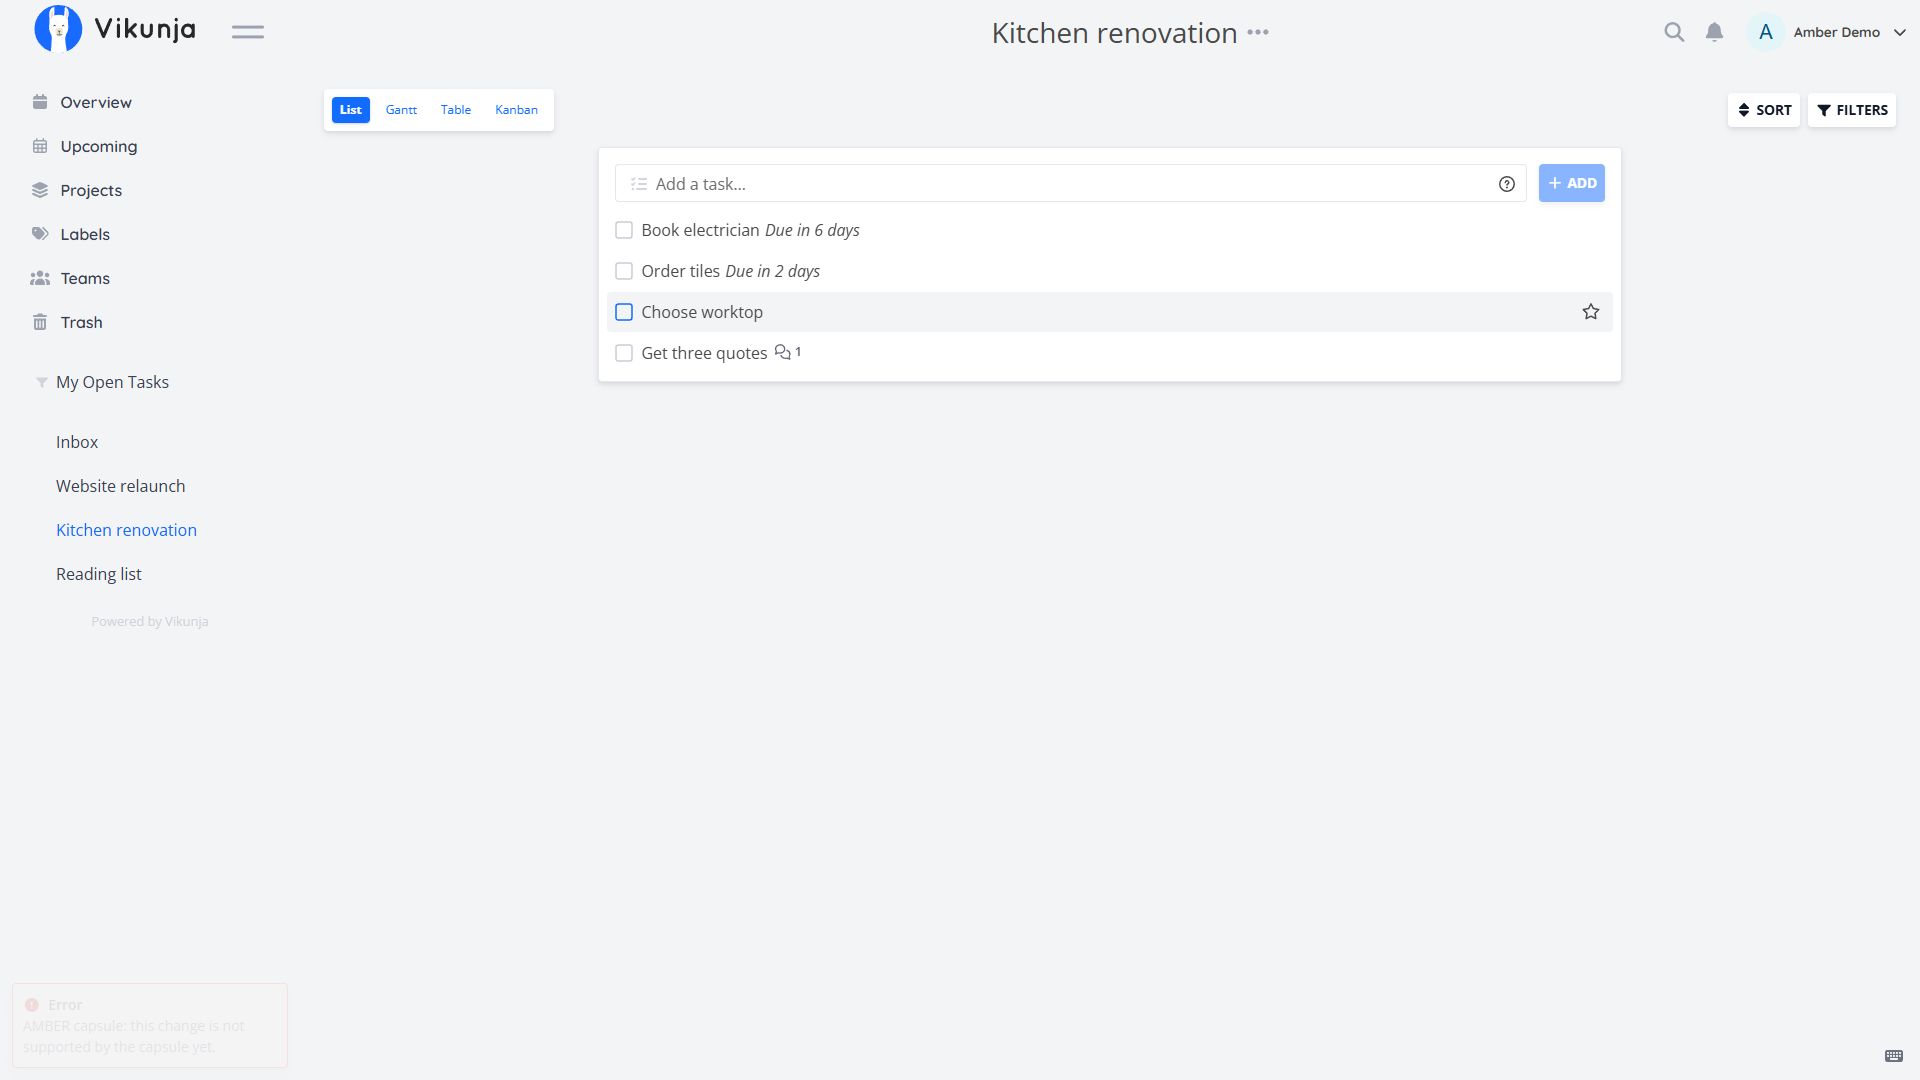 Vikunja
Kitchen renovation
A
Amber Demo
Overview
Upcoming
Projects
Labels
Teams
Trash
My Open Tasks
Inbox
Website relaunch
Kitchen renovation
Reading list
Powered by Vikunja
List Gantt Table Kanban
SORT FILTERS
Add a task...
ADD
Book electrician Due in 6 days
Order tiles Due in 2 days
Choose worktop
Get three quotes 1
Error
AMBER capsule: this change is not
supported by the capsule yet.